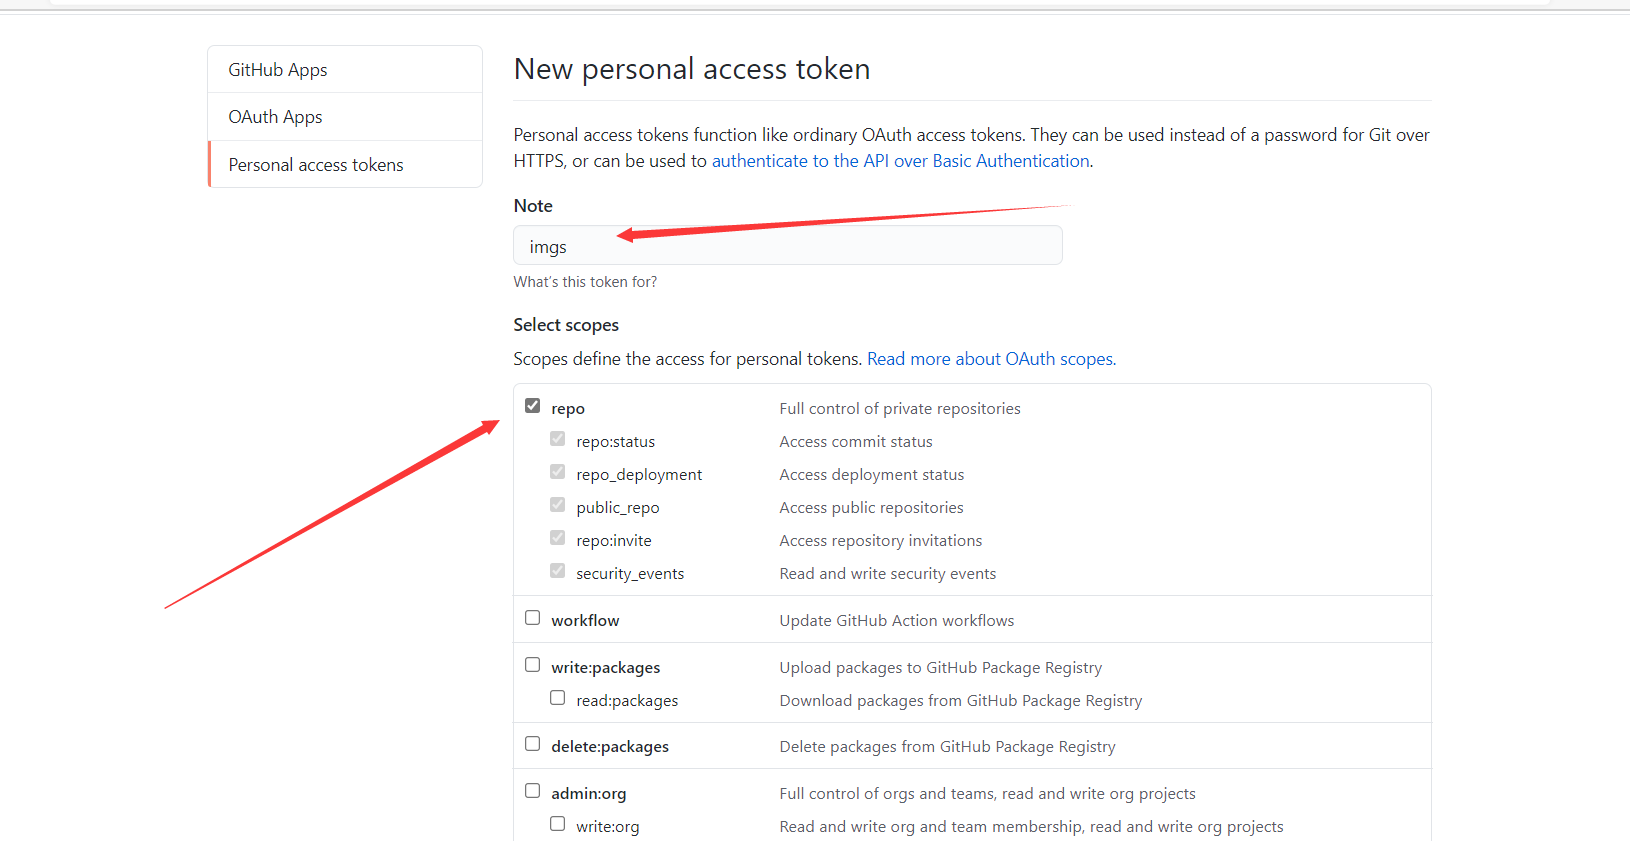 GitHub Apps
OAuth Apps
Personal access tokens
New personal access token
Personal access tokens function like ordinary OAuth access tokens. They can be used instead of a password for Git over
HTTPS, or can be used to authenticate to the API over Basic Authentication.
Note
imgs
What's this token for?
Select scopes
Scopes define the access for personal tokens. Read more about OAuth scopes.
repo Full control of private repositories
repo:status Access commit status
repo_deployment Access deployment status
public_repo Access public repositories
repo:invite Access repository invitations
security_events Read and write security events
workflow Update GitHub Action workflows
write:packages Upload packages to GitHub Package Registry
read:packages Download packages from GitHub Package Registry
delete:packages Delete packages from GitHub Package Registry
admin:org Full control of orgs and teams, read and write org projects
write:org Read and write org and team membership, read and write org projects